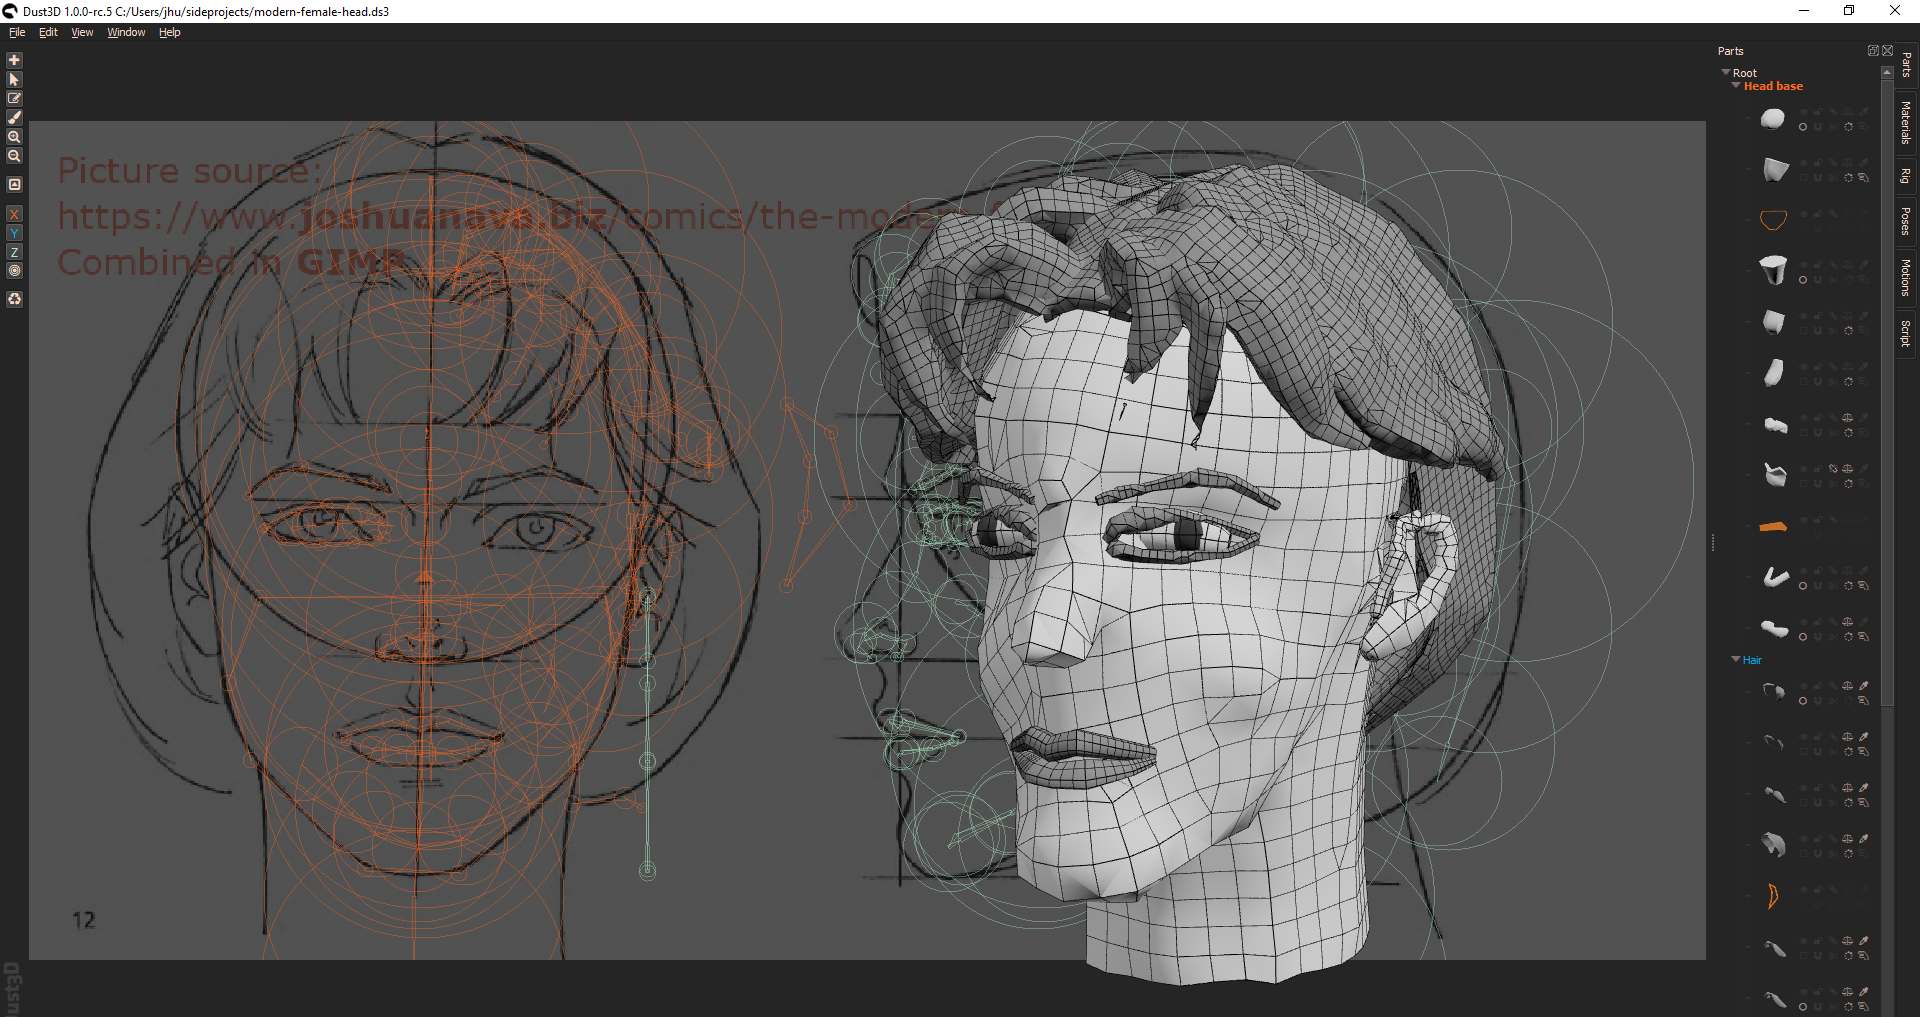 Dust3D 1.0.0-rc.5 C:/Users/jhu/sideprojects/modern-female-head.ds3
File Edit View Window Help
Parts
Root
Head base
Hair
Parts
Materials
Rig
Poses
Motions
Script
X
Y
Z
Picture source:
https://www.joshuanava.biz/comics/the-modern-f
Combined in GIMP
12
Dust3D